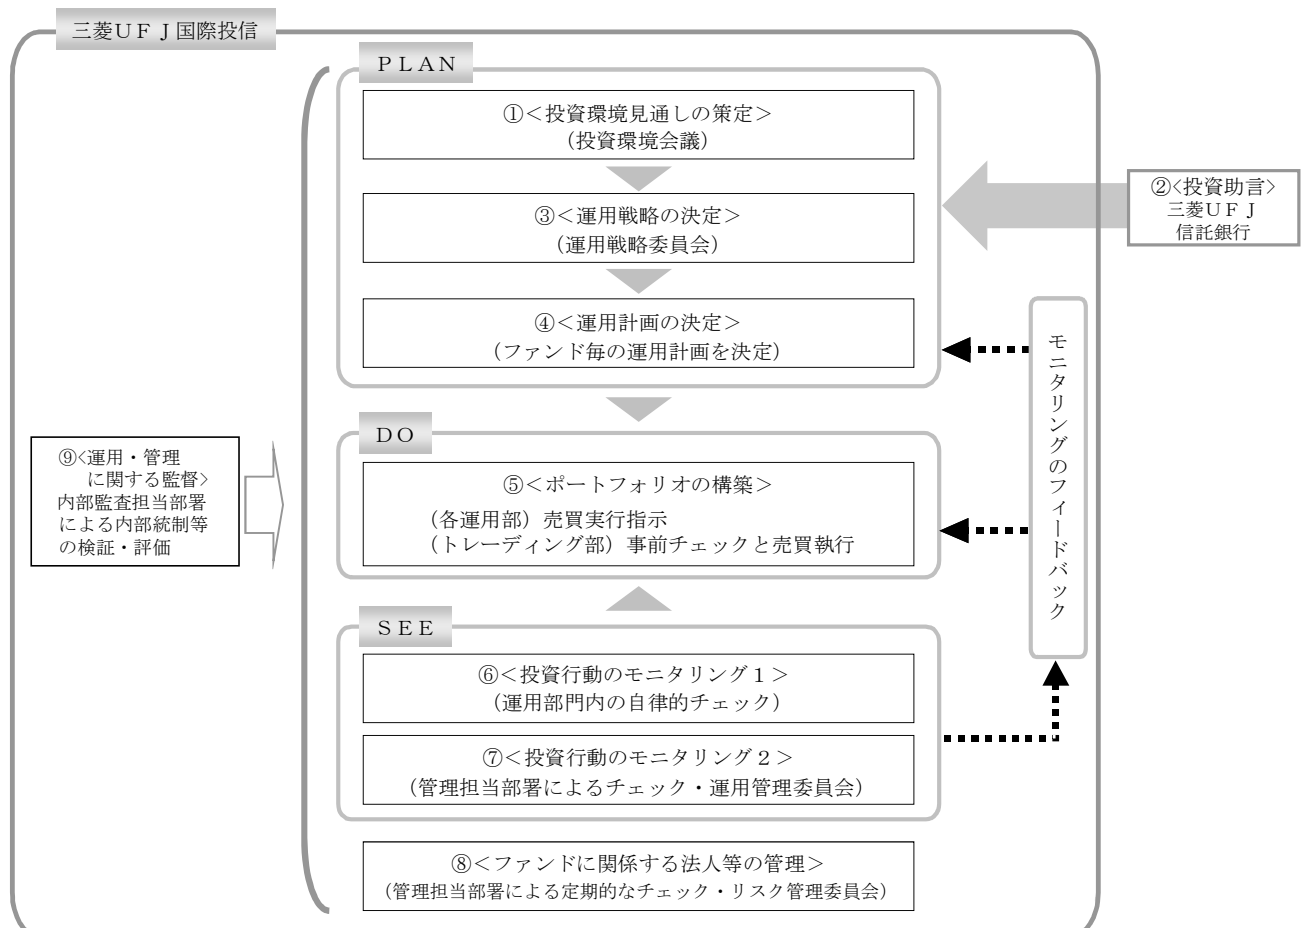 三菱ＵＦＪ国際投信
ＰＬＡＮ
①＜投資環境見通しの策定＞
（投資環境会議）
②<投資助言>
三菱ＵＦＪ
信託銀行
③＜運用戦略の決定＞
（運用戦略委員会）
④＜運用計画の決定＞
（ファンド毎の運用計画を決定）
モニタリングのフィードバック
ＤＯ
⑤＜ポートフォリオの構築＞
（各運用部）売買実行指示
（トレーディング部）事前チェックと売買執行
⑨<運用・管理
に関する監督>
内部監査担当部署
による内部統制等
の検証・評価
ＳＥＥ
⑥＜投資行動のモニタリング１＞
（運用部門内の自律的チェック）
⑦＜投資行動のモニタリング２＞
（管理担当部署によるチェック・運用管理委員会）
⑧＜ファンドに関係する法人等の管理＞
（管理担当部署による定期的なチェック・リスク管理委員会）